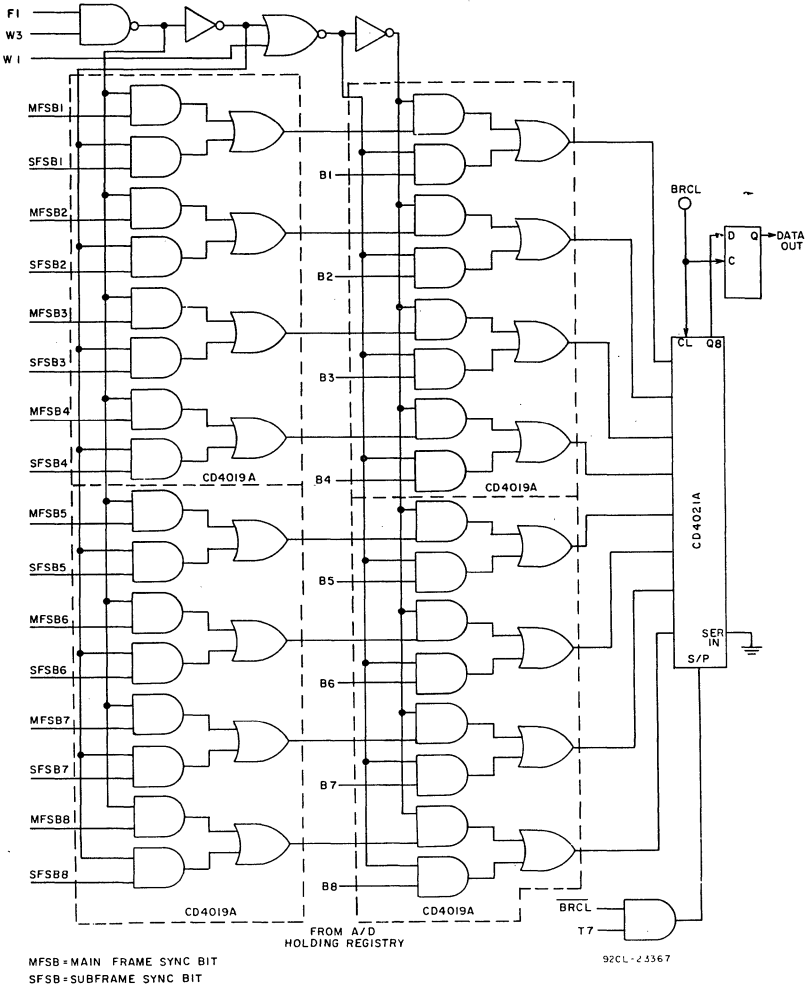 F1
W3
W1
MFSB1
SFSB1
MFSB2
SFSB2
MFSB3
SFSB3
MFSB4
SFSB4
CD4019A
MFSB5
SFSB5
MFSB6
SFSB6
MFSB7
SFSB7
MFSB8
SFSB8
CD4019A
B1
B2
B3
B4
CD4019A
B5
B6
B7
B8
CD4019A
FROM A/D
HOLDING REGISTRY
BRCL
D Q
C
DATA
OUT
CL Q8
CD4021A
SER
IN
S/P
BRCL
T7
92CL-23367
MFSB = MAIN FRAME SYNC BIT
SFSB = SUBFRAME SYNC BIT